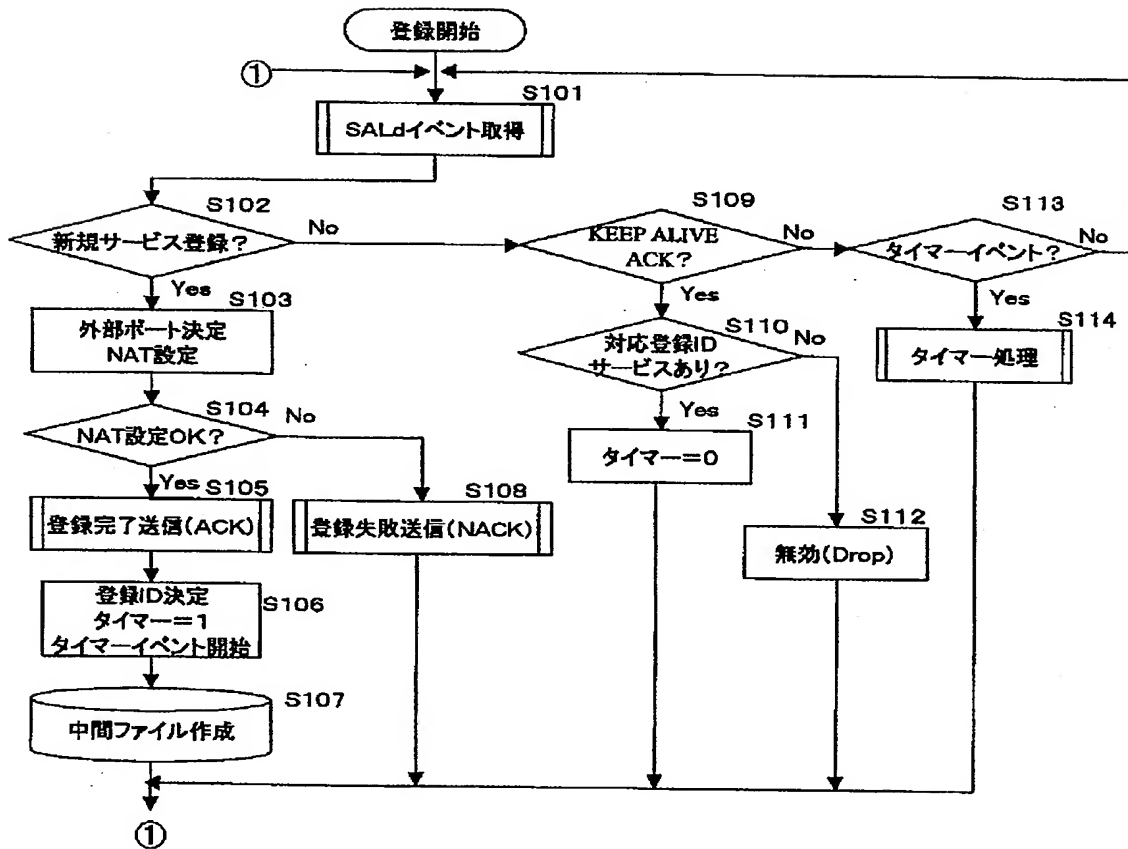 登録開始
①
S101
SALdイベント取得
S102
新規サービス登録?
No
Yes
S109
KEEP ALIVE
ACK?
No
Yes
S113
タイマーイベント?
No
Yes
S103
外部ポート決定
NAT設定
S110
対応登録ID
サービスあり?
No
Yes
S114
タイマー処理
S104
NAT設定OK?
No
Yes
S111
タイマー=0
S105
登録完了送信(ACK)
S108
登録失敗送信(NACK)
S112
無効(Drop)
S106
登録ID決定
タイマー=1
タイマーイベント開始
S107
中間ファイル作成
①